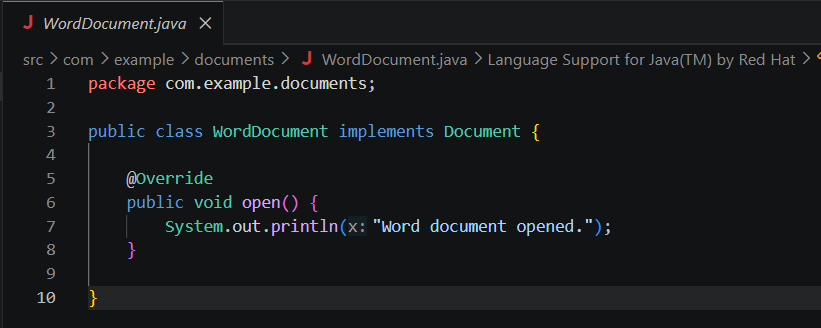 J WordDocument.java ×
src > com > example > documents > J WordDocument.java > Language Support for Java(TM) by Red Hat >
1 package com.example.documents;
2
3 public class WordDocument implements Document {
4
5 @Override
6 public void open() {
7 System.out.println(x: "Word document opened.");
8 }
9
10 }